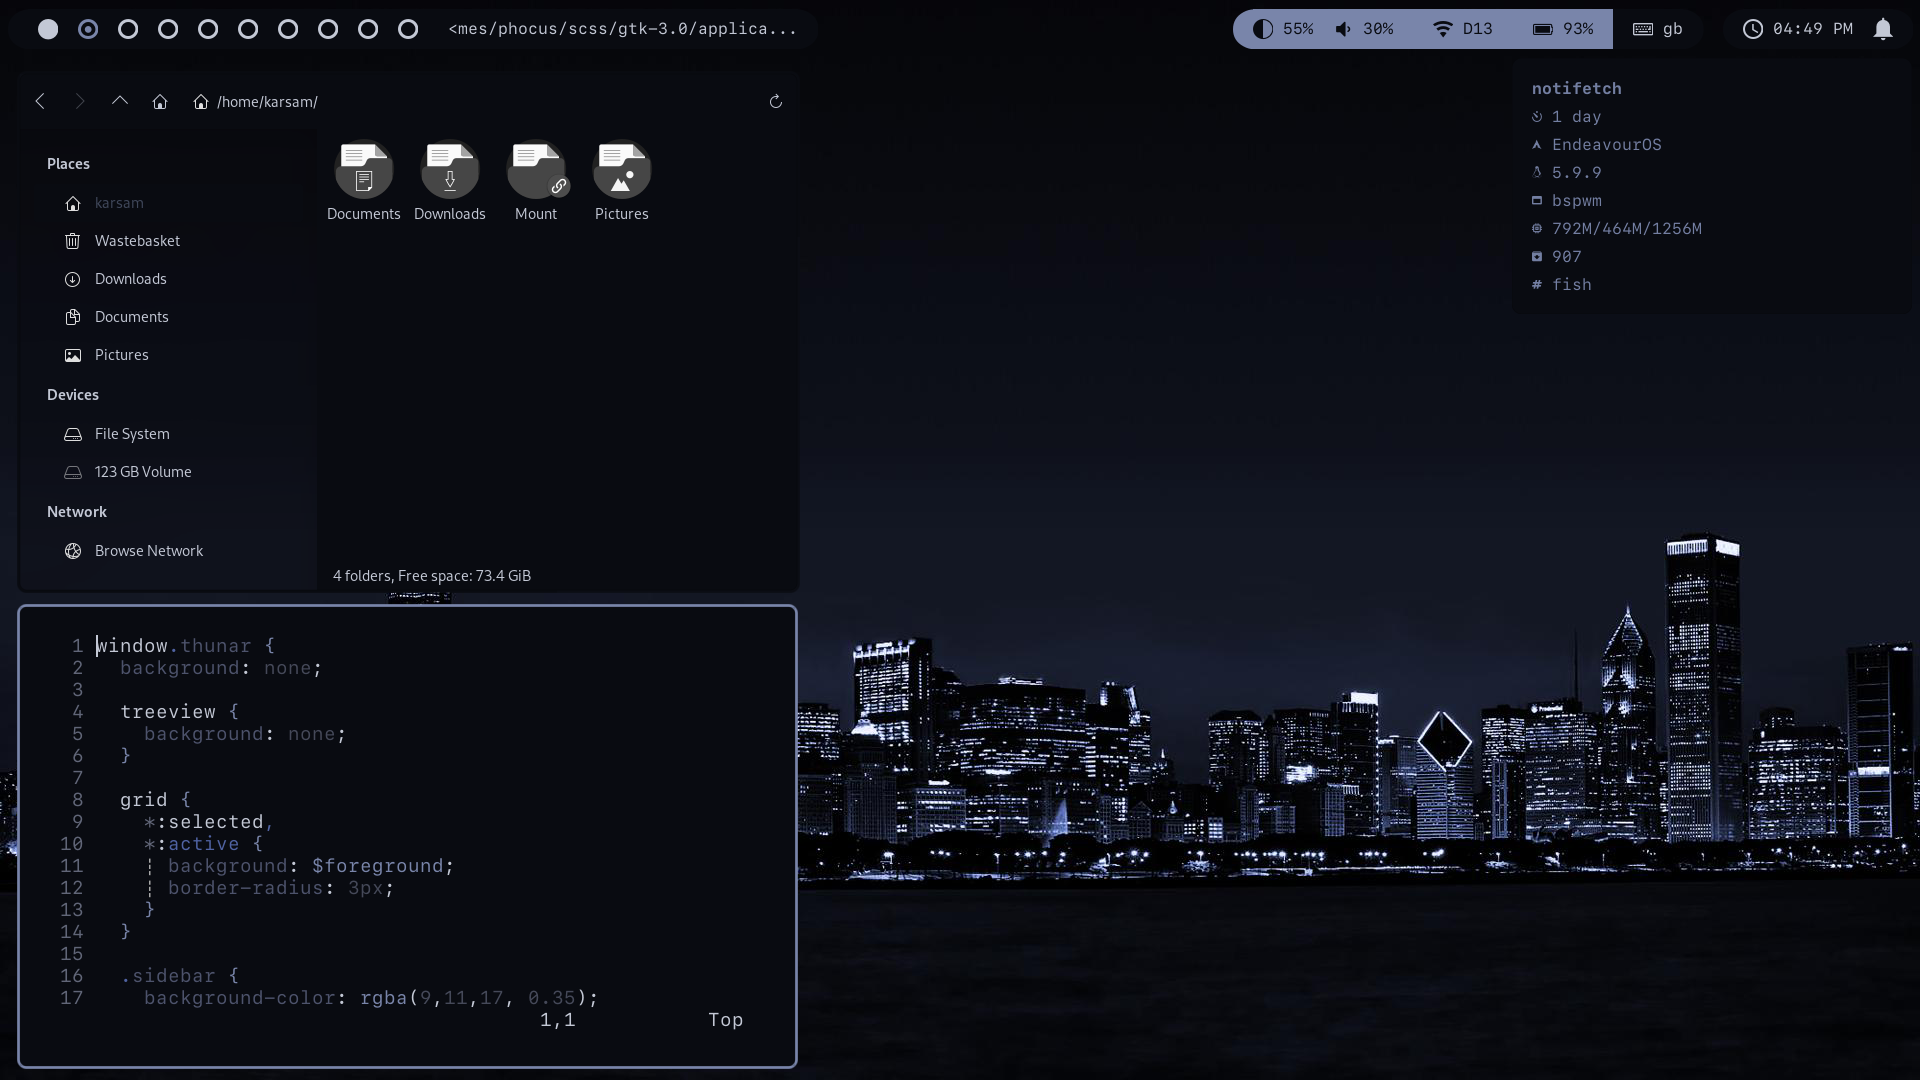 <mes/phocus/scss/gtk-3.0/applica...
55% 30% D13 93% gb 04:49 PM
/home/karsam/
Places
karsam
Wastebasket
Downloads
Documents
Pictures
Devices
File System
123 GB Volume
Network
Browse Network
Documents Downloads Mount Pictures
4 folders, Free space: 73.4 GiB
notifetch
1 day
EndeavourOS
5.9.9
bspwm
792M/464M/1256M
907
# fish
1 window.thunar {
2   background: none;
3
4   treeview {
5     background: none;
6   }
7
8   grid {
9     *:selected,
10     *:active {
11     ¦ background: $foreground;
12     ¦ border-radius: 3px;
13     }
14   }
15
16   .sidebar {
17     background-color: rgba(9,11,17, 0.35);
1,1 Top